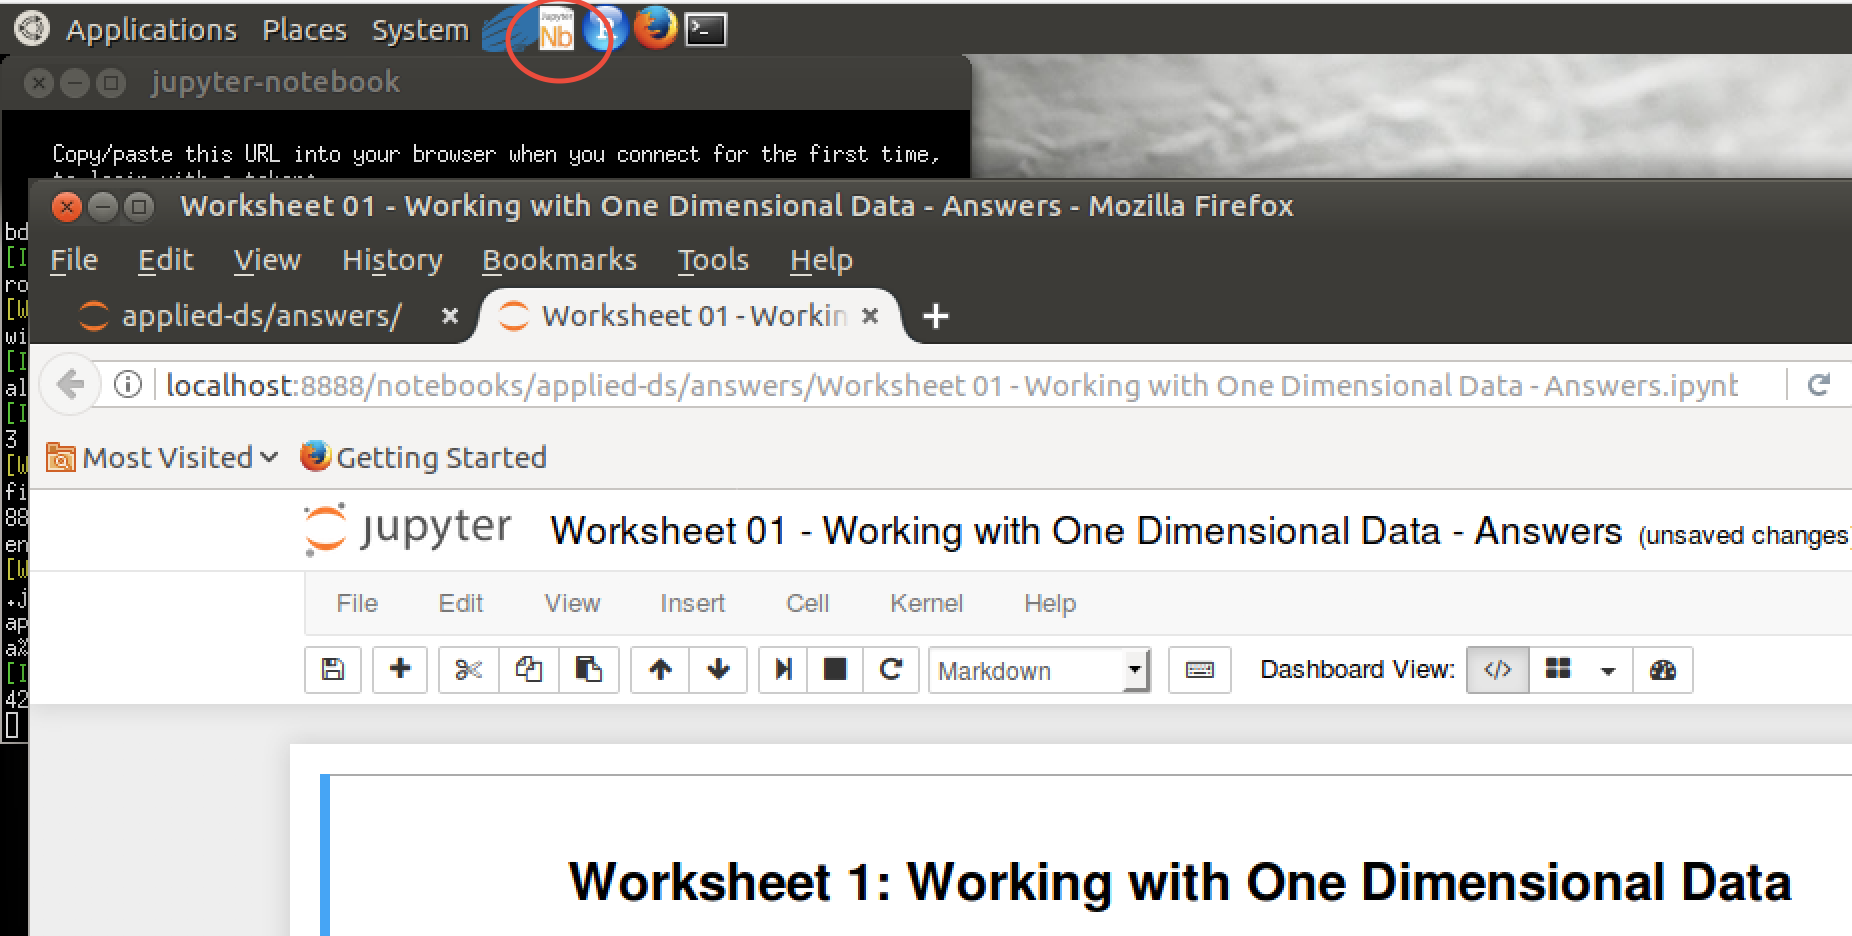 Applications Places System Jupyter Nb
jupyter-notebook
Copy/paste this URL into your browser when you connect for the first time,
Worksheet 01 - Working with One Dimensional Data - Answers - Mozilla Firefox
bd
[I
File Edit View History Bookmarks Tools Help
ro
[W
applied-ds/answers/ Worksheet 01 - Workin
wi
[I
localhost:8888/notebooks/applied-ds/answers/Worksheet 01 - Working with One Dimensional Data - Answers.ipynb
al
[I
3
Most Visited Getting Started
[W
fi
88
jupyter Worksheet 01 - Working with One Dimensional Data - Answers (unsaved changes)
en
[W
.j
File Edit View Insert Cell Kernel Help
ap
a%
[I
Markdown Dashboard View: </>
42
Worksheet 1: Working with One Dimensional Data